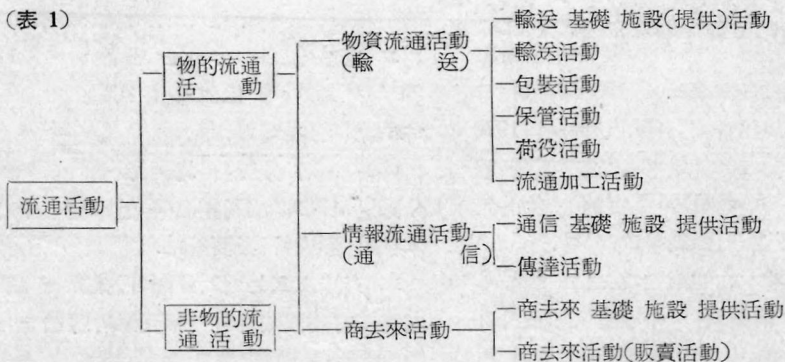 (表 1)
輸送 基礎 施設(提供)活動
物的流通
活 動
物資流通活動
(輸 送)
輸送活動
包裝活動
保管活動
荷役活動
流通加工活動
流通活動
情報流通活動
(通 信)
通信 基礎 施設 提供活動
傳達活動
非物的流
通 活 動
商去來活動
商去來 基礎 施設 提供活動
商去來活動(販賣活動)